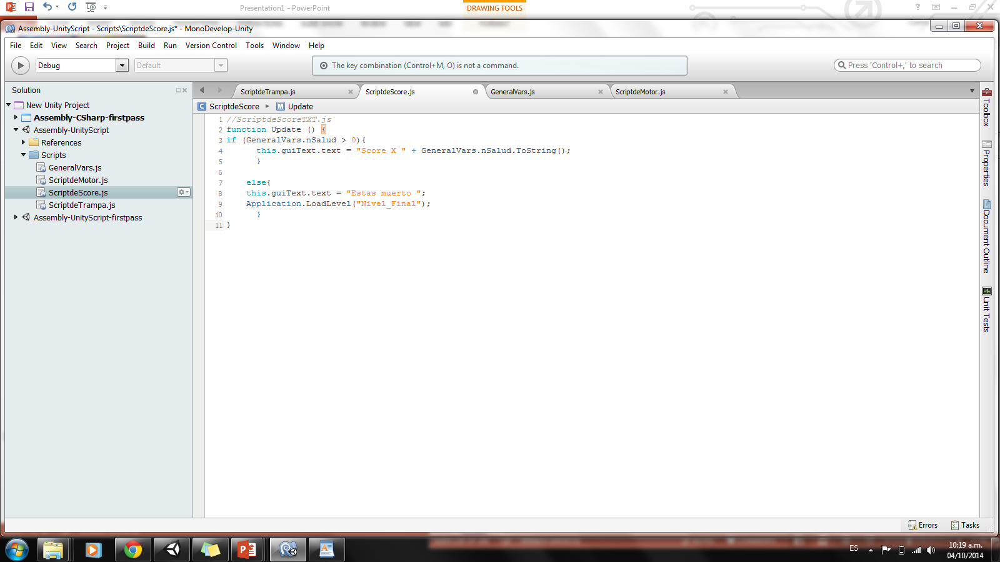 Presentation1 - PowerPoint
DRAWING TOOLS
Assembly-UnityScript - Scripts\ScriptdeScore.js* - MonoDevelop-Unity
File Edit View Search Project Build Run Version Control Tools Window Help
Debug
Default
The key combination (Control+M, O) is not a command.
Press 'Control+,' to search
Solution
New Unity Project
Assembly-CSharp-firstpass
Assembly-UnityScript
References
Scripts
GeneralVars.js
ScriptdeMotor.js
ScriptdeScore.js
ScriptdeTrampa.js
Assembly-UnityScript-firstpass
ScriptdeTrampa.js
ScriptdeScore.js
GeneralVars.js
ScriptdeMotor.js
ScriptdeScore
Update
1 //ScriptdeScoreTXT.js
2 function Update () {
3 if (GeneralVars.nSalud > 0){
4 this.guiText.text = "Score X " + GeneralVars.nSalud.ToString();
5 }
6
7 else{
8 this.guiText.text = "Estas muerto ";
9 Application.LoadLevel("Nivel_Final");
10 }
11 }
Toolbox
Properties
Document Outline
Unit Tests
Errors
Tasks
ES
10:19 a.m.
04/10/2014